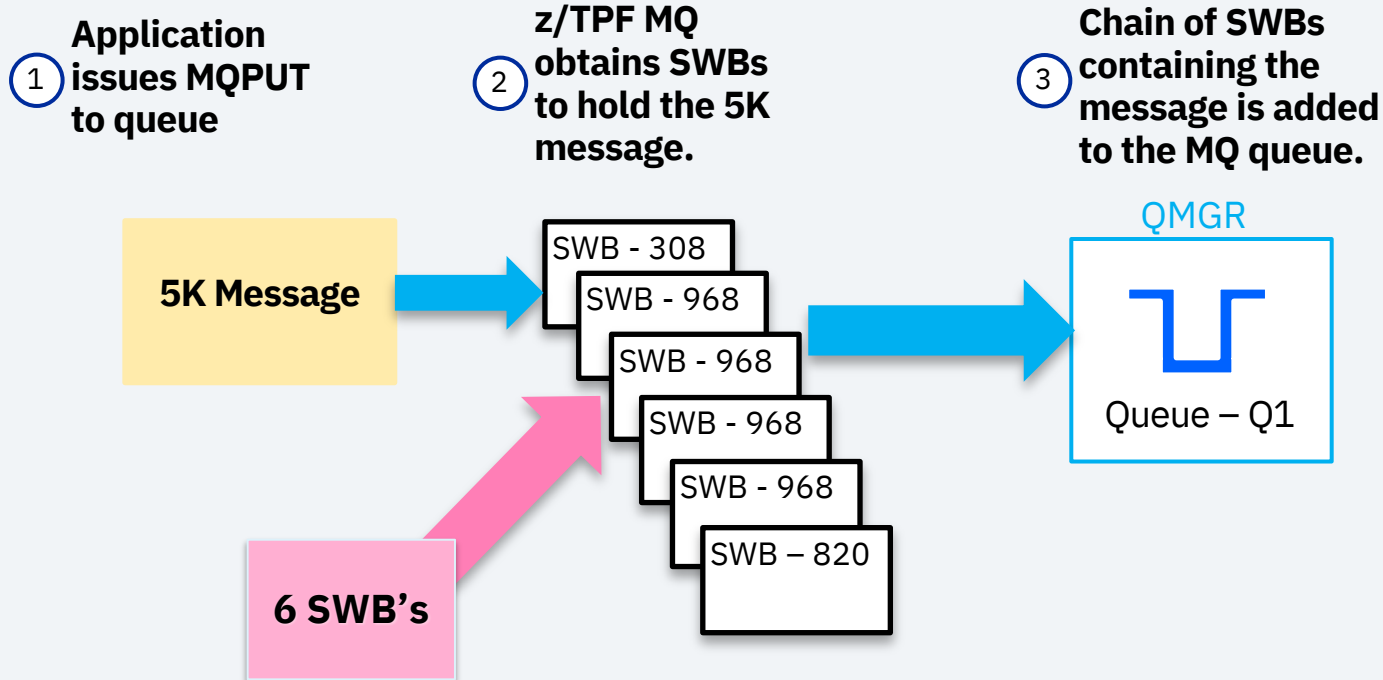 1
Application
issues MQPUT
to queue
2
z/TPF MQ
obtains SWBs
to hold the 5K
message.
3
Chain of SWBs
containing the
message is added
to the MQ queue.
5K Message
SWB - 308
SWB - 968
SWB - 968
SWB - 968
SWB - 968
SWB – 820
6 SWB’s
QMGR
Queue – Q1